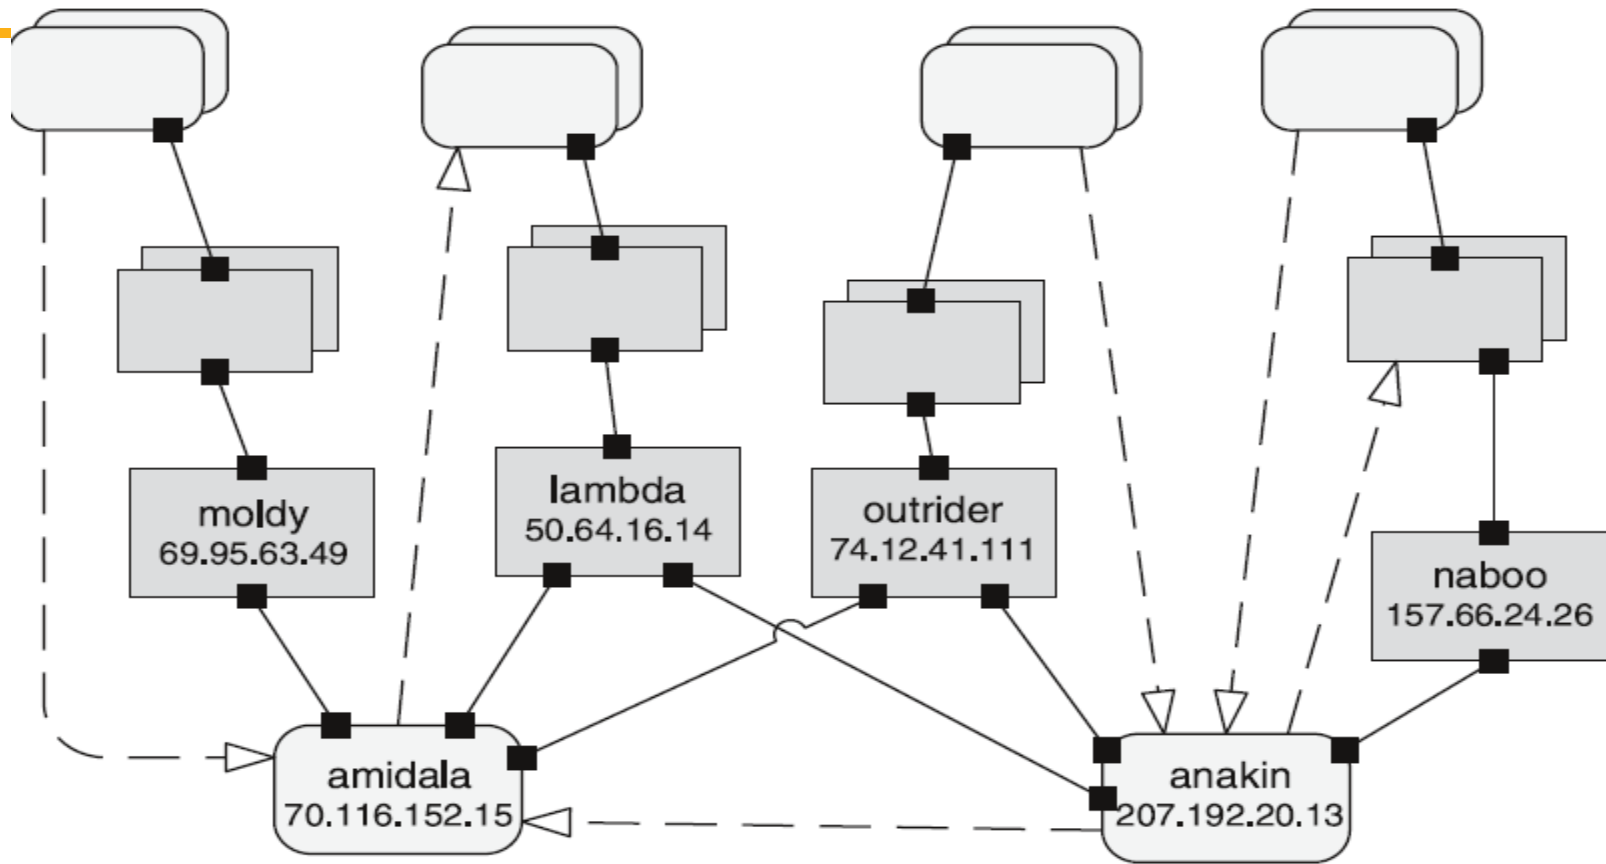 moldy
69.95.63.49
lambda
50.64.16.14
outrider
74.12.41.111
naboo
157.66.24.26
amidala
70.116.152.15
anakin
207.192.20.13